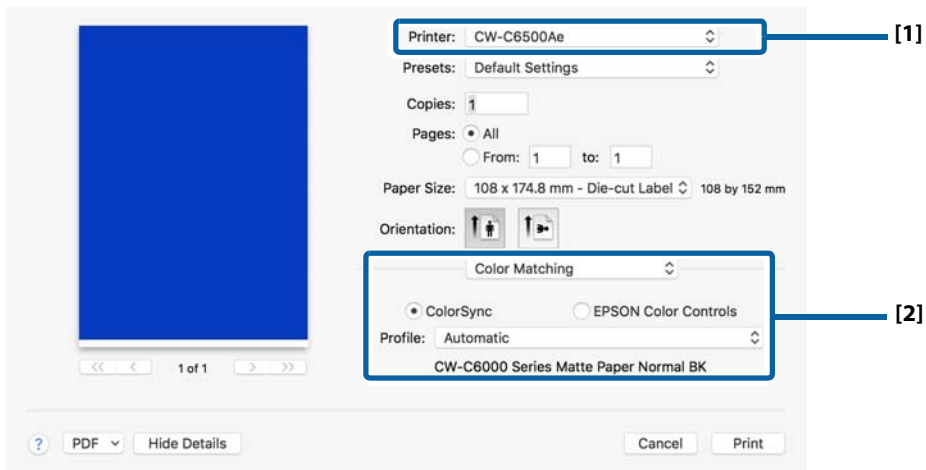 Printer: CW-C6500Ae
[1]
Presets: Default Settings
Copies: 1
Pages: All
From: 1 to: 1
Paper Size: 108 x 174.8 mm - Die-cut Label 108 by 152 mm
Orientation:
Color Matching
ColorSync EPSON Color Controls
[2]
Profile: Automatic
CW-C6000 Series Matte Paper Normal BK
<< < 1 of 1 > >>
? PDF Hide Details Cancel Print